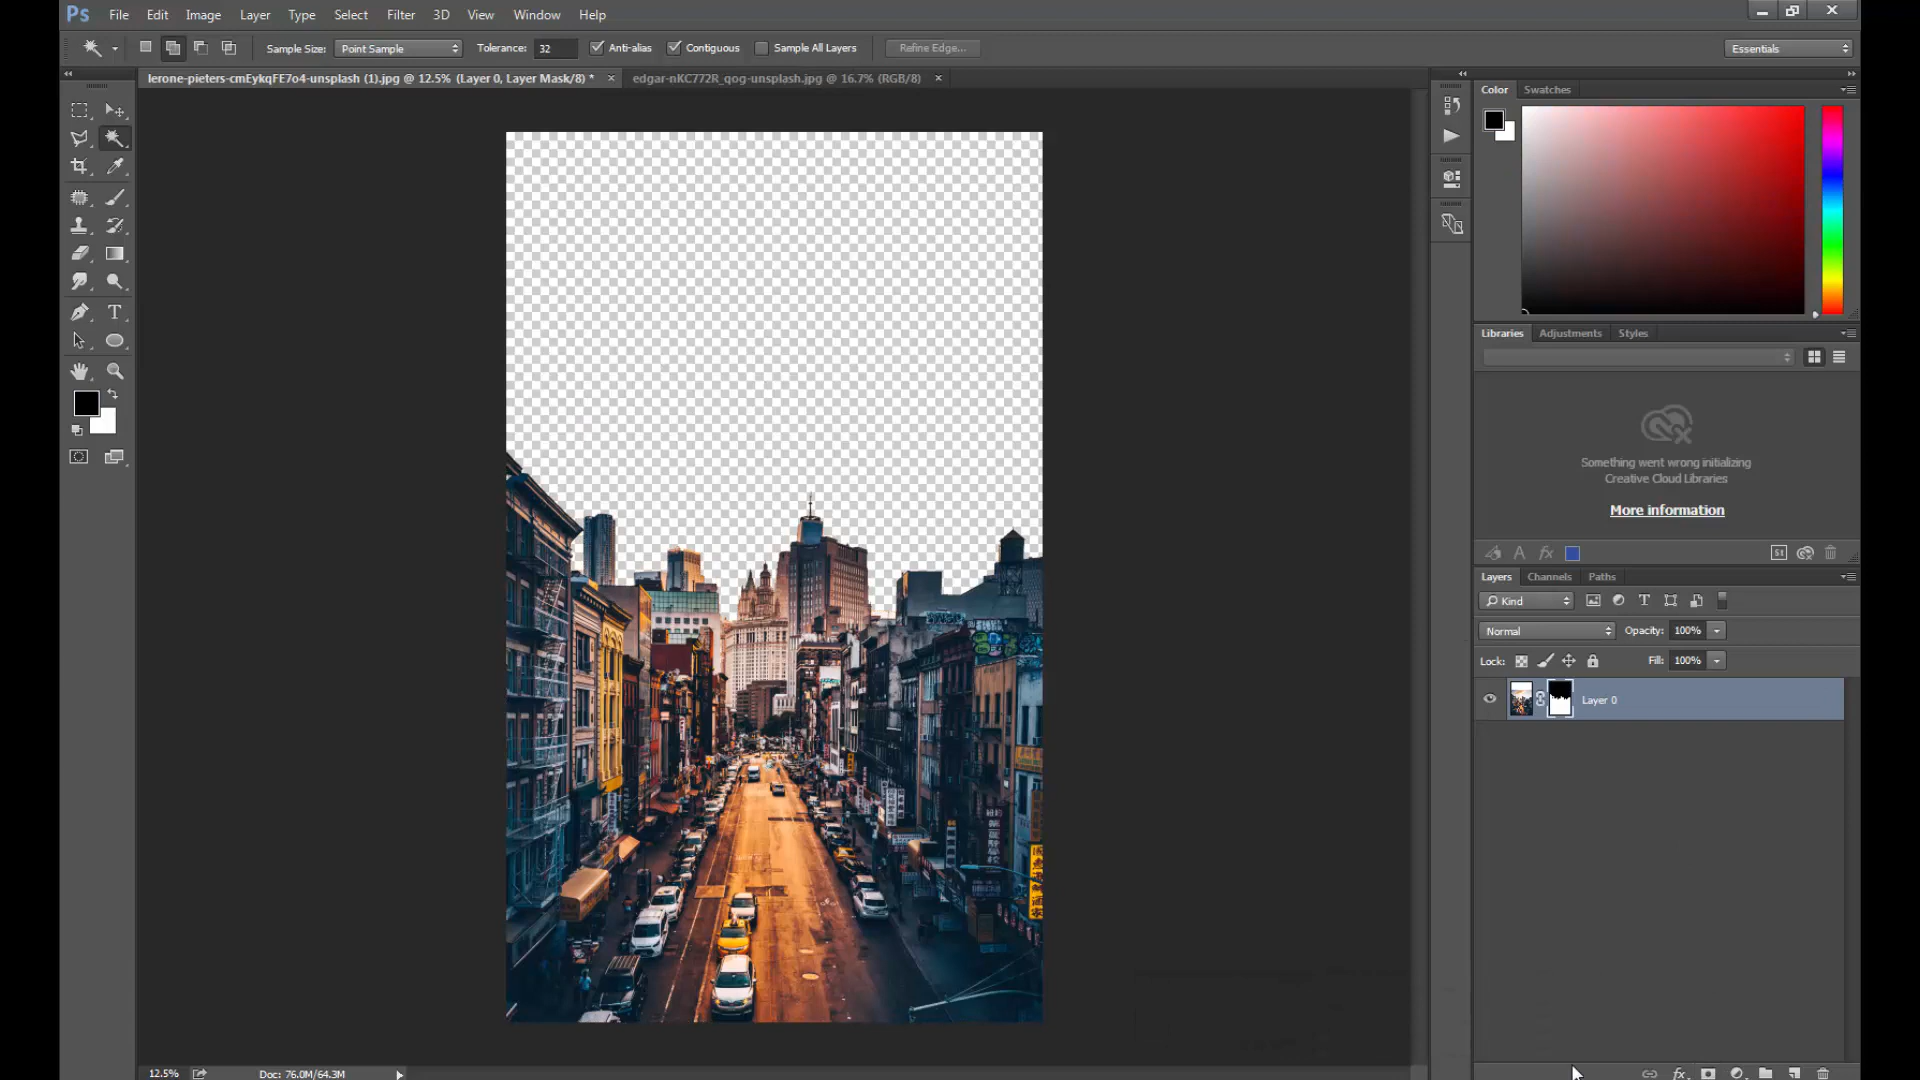 Ps File Edit Image Layer Type Select Filter 3D View Window Help
Sample Size: Point Sample Tolerance: 32 Anti-alias Contiguous Sample All Layers Refine Edge... Essentials
lerone-pieters-cmEykqFE7o4-unsplash (1).jpg @ 12.5% (Layer 0, Layer Mask/8) * × edgar-nKC772R_qog-unsplash.jpg @ 16.7% (RGB/8) ×
Color Swatches
Libraries Adjustments Styles
Something went wrong initializing
Creative Cloud Libraries
More information
St
Layers Channels Paths
Kind
Normal Opacity: 100%
Lock: Fill: 100%
Layer 0
12.5% Doc: 76.0M/64.3M